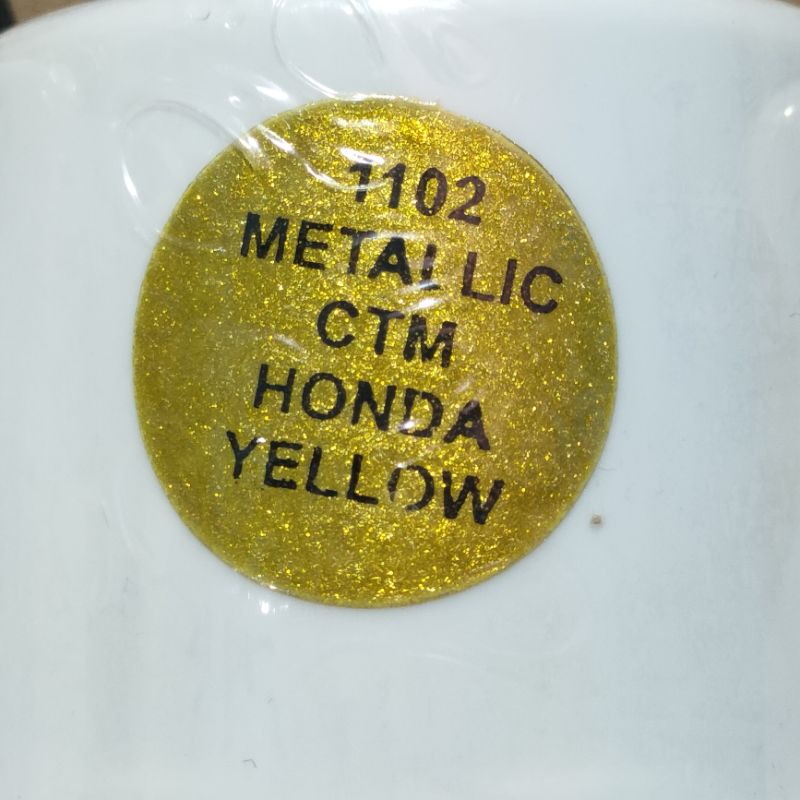 1102
METALLIC
CTM
HONDA
YELLOW